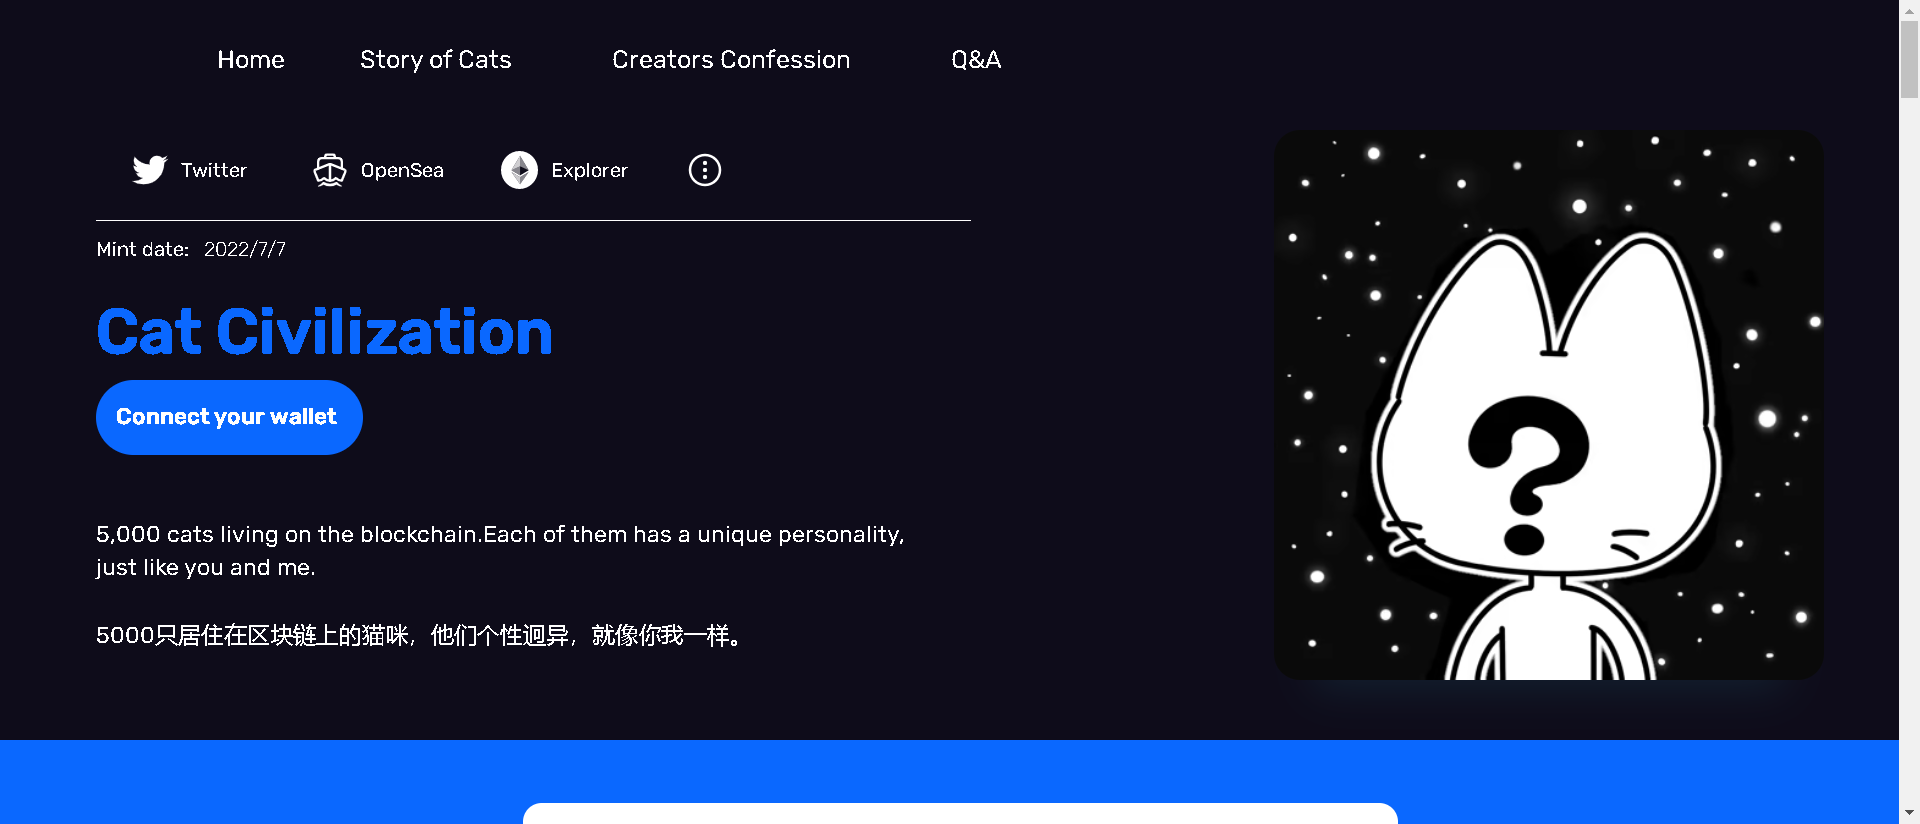 Home Story of Cats Creators Confession Q&A
Twitter OpenSea Explorer
Mint date: 2022/7/7
Cat Civilization
Connect your wallet
5,000 cats living on the blockchain.Each of them has a unique personality,
just like you and me.
5000只居住在区块链上的猫咪，他们个性迥异，就像你我一样。
?